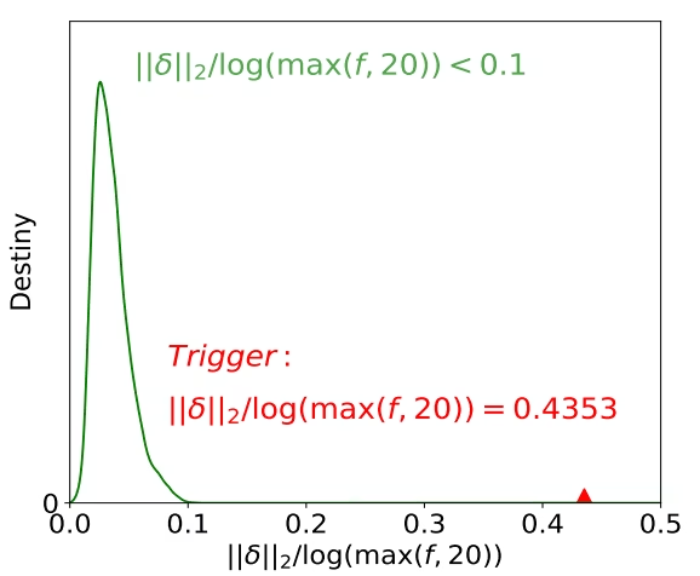 ||δ||₂/log(max(f, 20)) < 0.1
Destiny
Trigger :
||δ||₂/log(max(f, 20)) = 0.4353
0
0.0 0.1 0.2 0.3 0.4 0.5
||δ||₂/log(max(f, 20))